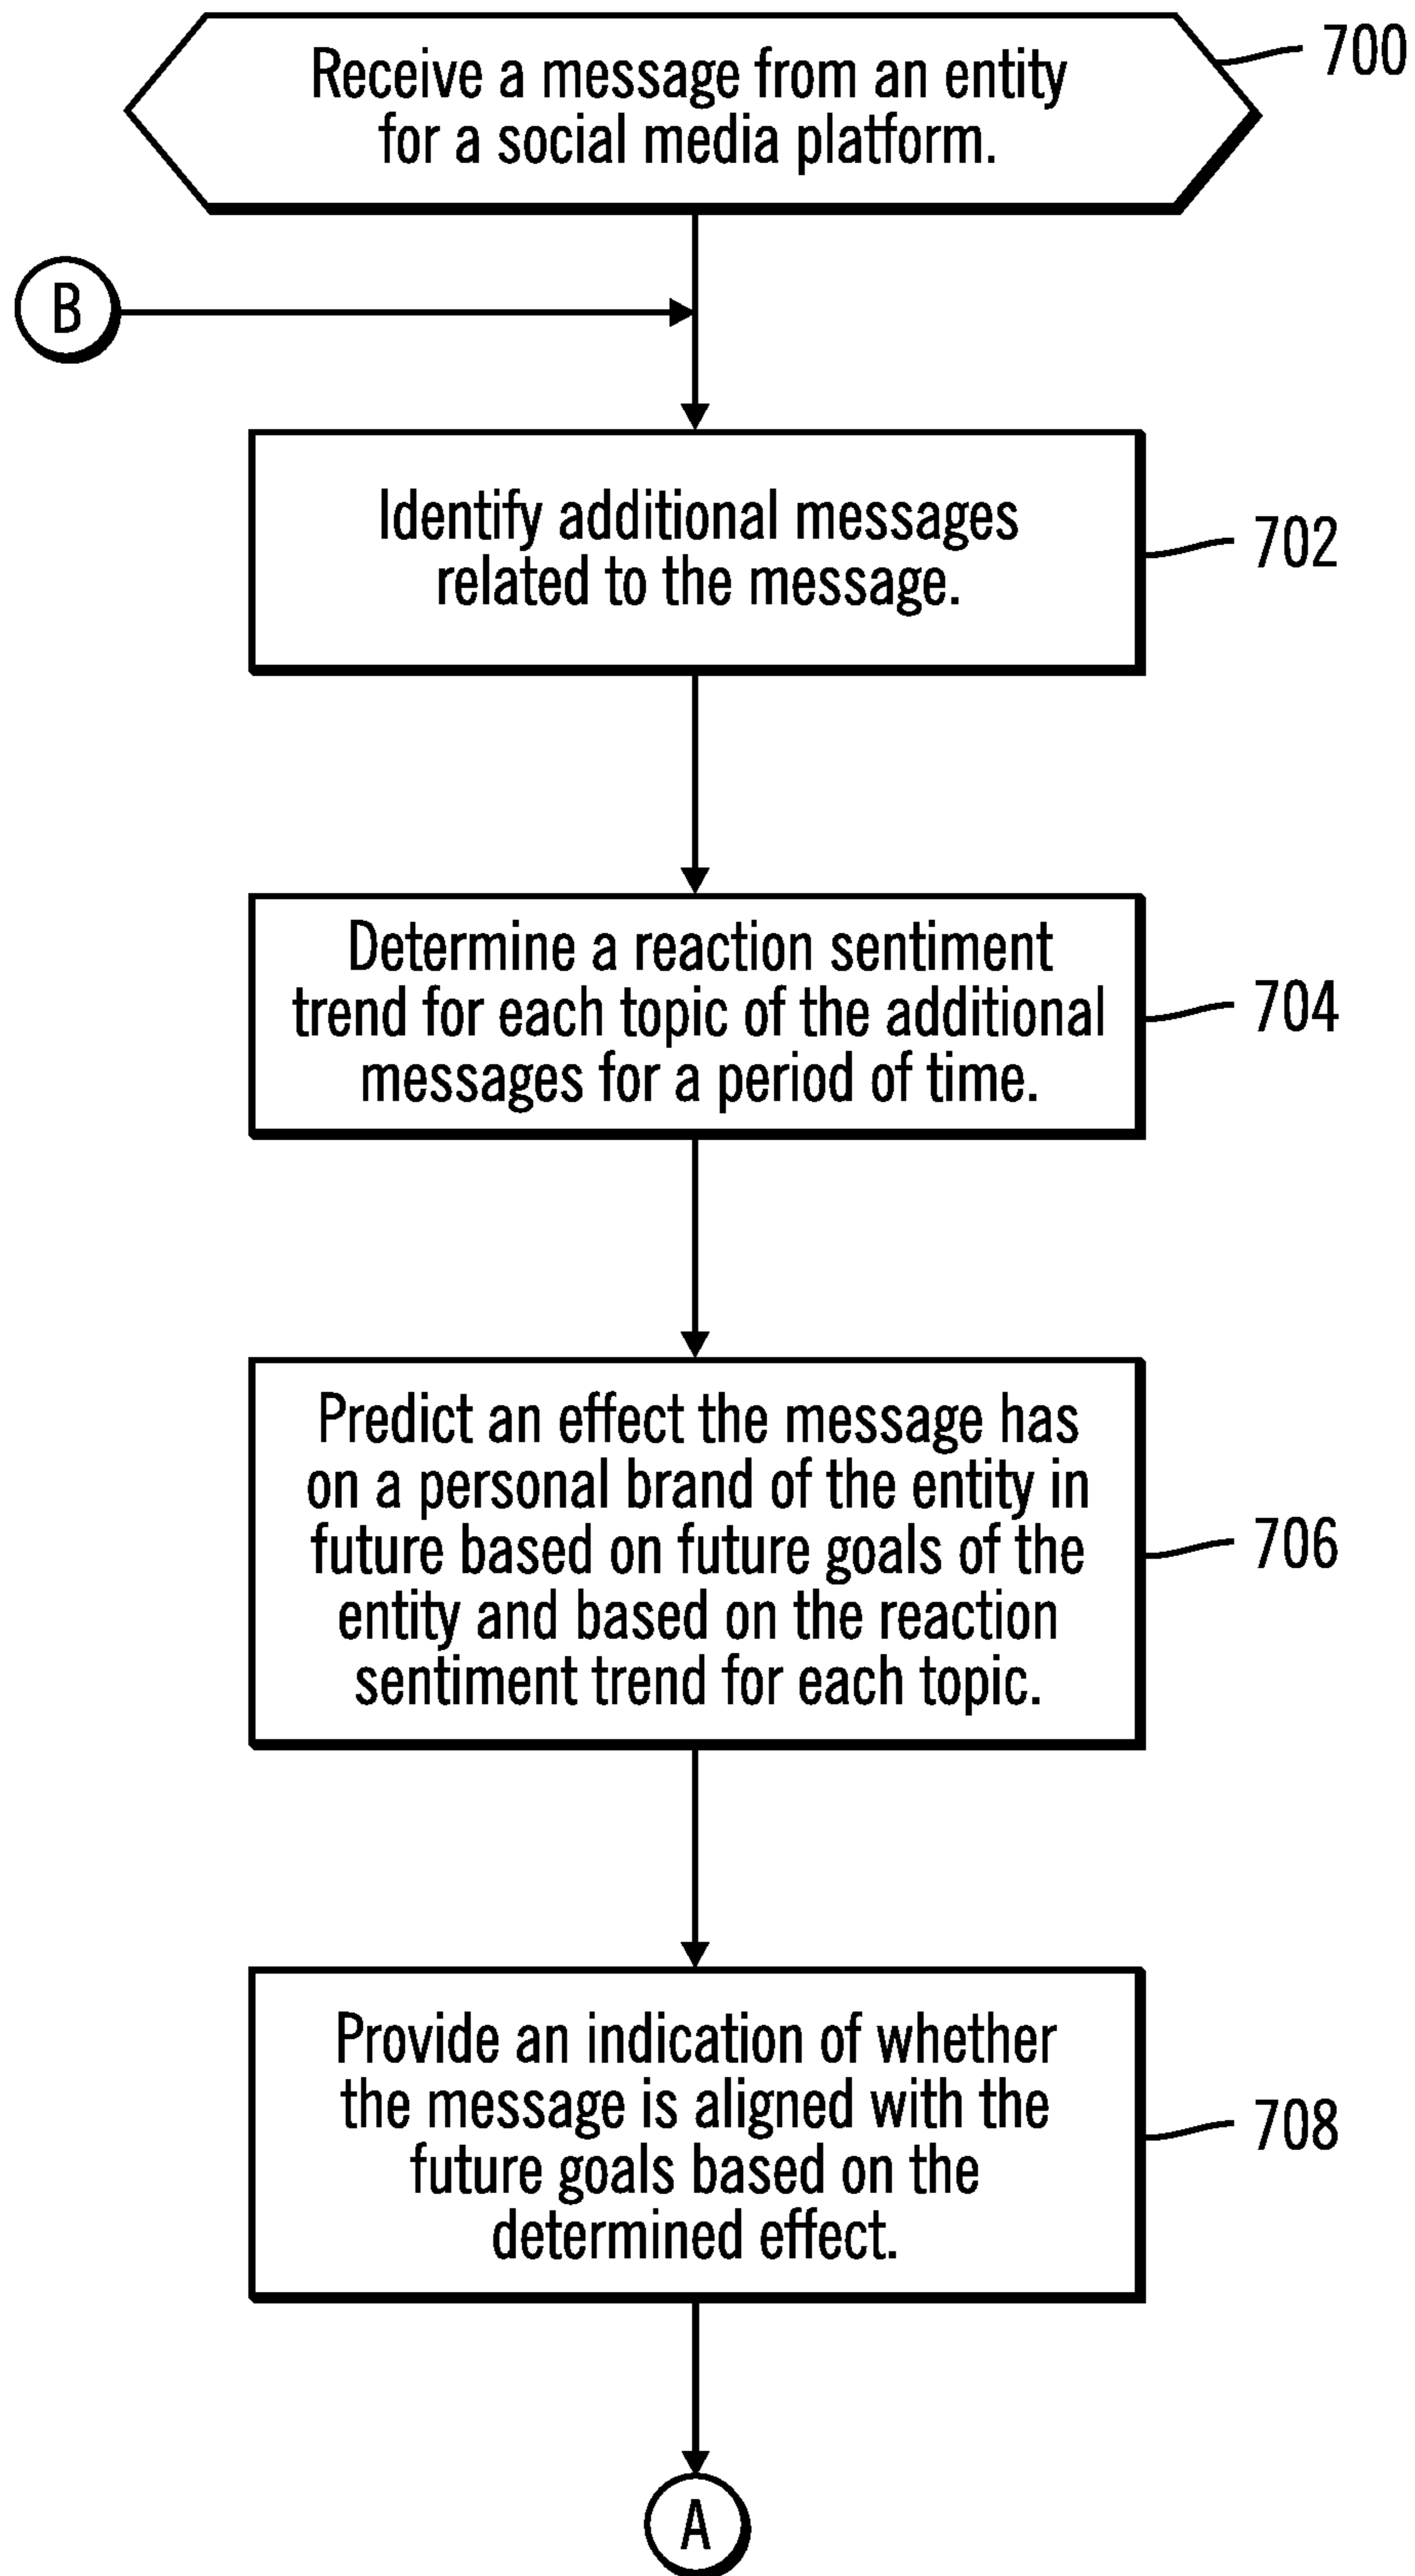 Receive a message from an entity
for a social media platform.
700
B
Identify additional messages
related to the message.
702
Determine a reaction sentiment
trend for each topic of the additional
messages for a period of time.
704
Predict an effect the message has
on a personal brand of the entity in
future based on future goals of the
entity and based on the reaction
sentiment trend for each topic.
706
Provide an indication of whether
the message is aligned with the
future goals based on the
determined effect.
708
A